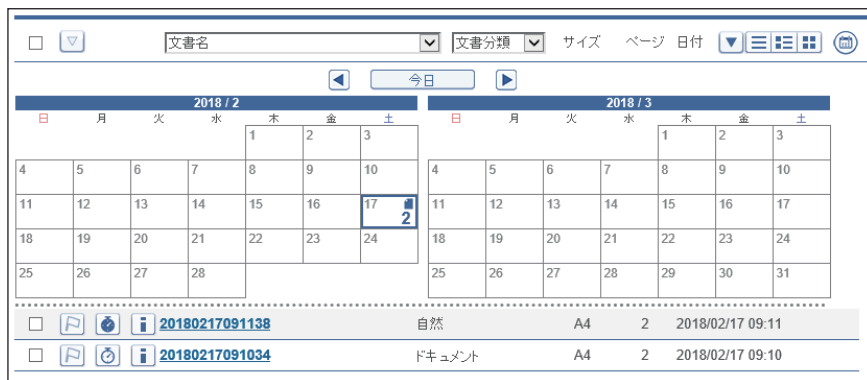 文書名 文書分類 サイズ ページ 日付
今日
2018 / 2 2018 / 3
日 月 火 水 木 金 土 日 月 火 水 木 金 土
1 2 3 1 2 3
4 5 6 7 8 9 10 4 5 6 7 8 9 10
11 12 13 14 15 16 17 2 11 12 13 14 15 16 17
18 19 20 21 22 23 24 18 19 20 21 22 23 24
25 26 27 28 25 26 27 28 29 30 31
20180217091138 自然 A4 2 2018/02/17 09:11
20180217091034 ドキュメント A4 2 2018/02/17 09:10